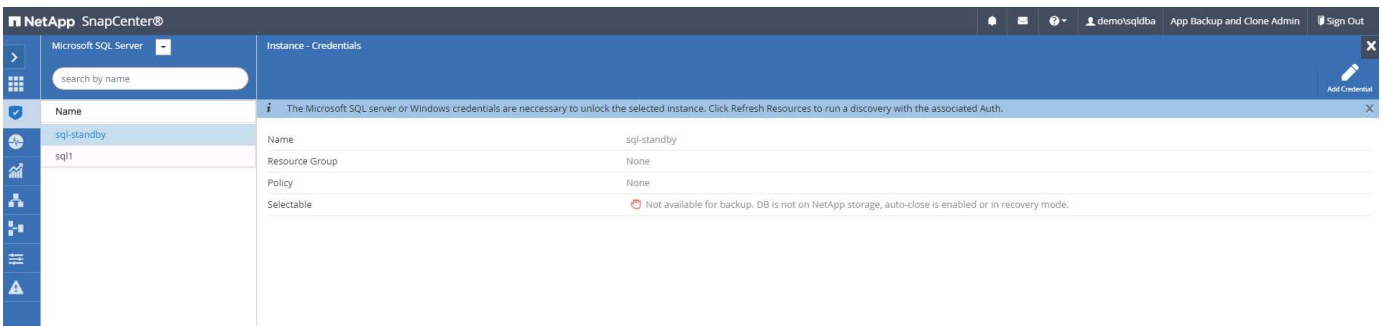 NetApp SnapCenter®
demo\sqldba App Backup and Clone Admin Sign Out
Microsoft SQL Server
Instance - Credentials
search by name
Add Credential
Name
i The Microsoft SQL server or Windows credentials are neccessary to unlock the selected instance. Click Refresh Resources to run a discovery with the associated Auth.
sql-standby
sql1
Name sql-standby
Resource Group None
Policy None
Selectable Not available for backup. DB is not on NetApp storage, auto-close is enabled or in recovery mode.